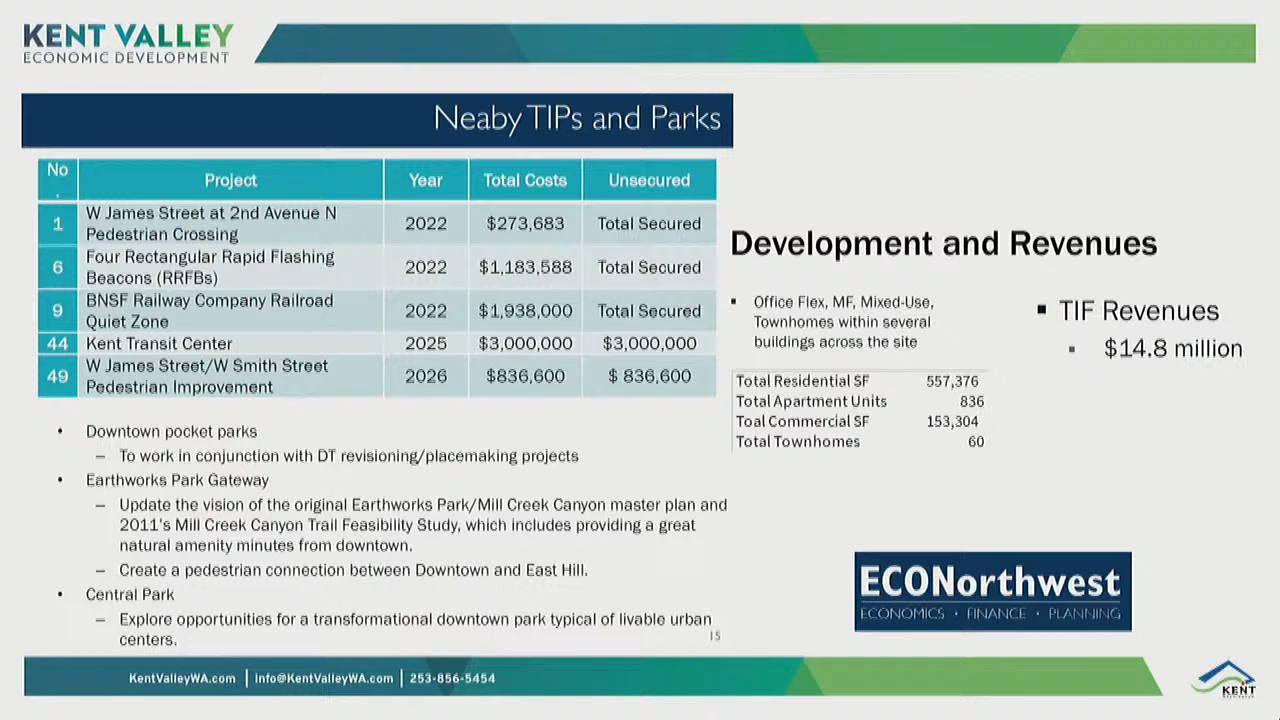 KENT VALLEY
ECONOMIC DEVELOPMENT
Neaby TIPs and Parks
No
.
Project
Year
Total Costs
Unsecured
1
W James Street at 2nd Avenue N
Pedestrian Crossing
2022
$273,683
Total Secured
6
Four Rectangular Rapid Flashing
Beacons (RRFBs)
2022
$1,183,588
Total Secured
9
BNSF Railway Company Railroad
Quiet Zone
2022
$1,938,000
Total Secured
44
Kent Transit Center
2025
$3,000,000
$3,000,000
49
W James Street/W Smith Street
Pedestrian Improvement
2026
$836,600
$ 836,600
• Downtown pocket parks
– To work in conjunction with DT revisioning/placemaking projects
• Earthworks Park Gateway
– Update the vision of the original Earthworks Park/Mill Creek Canyon master plan and
2011's Mill Creek Canyon Trail Feasibility Study, which includes providing a great
natural amenity minutes from downtown.
– Create a pedestrian connection between Downtown and East Hill.
• Central Park
– Explore opportunities for a transformational downtown park typical of livable urban
centers.
15
Development and Revenues
▪ Office Flex, MF, Mixed-Use,
Townhomes within several
buildings across the site
Total Residential SF 557,376
Total Apartment Units 836
Toal Commercial SF 153,304
Total Townhomes 60
▪ TIF Revenues
▪ $14.8 million
ECONorthwest
ECONOMICS • FINANCE • PLANNING
KentValleyWA.com | info@KentValleyWA.com | 253-856-5454
KENT